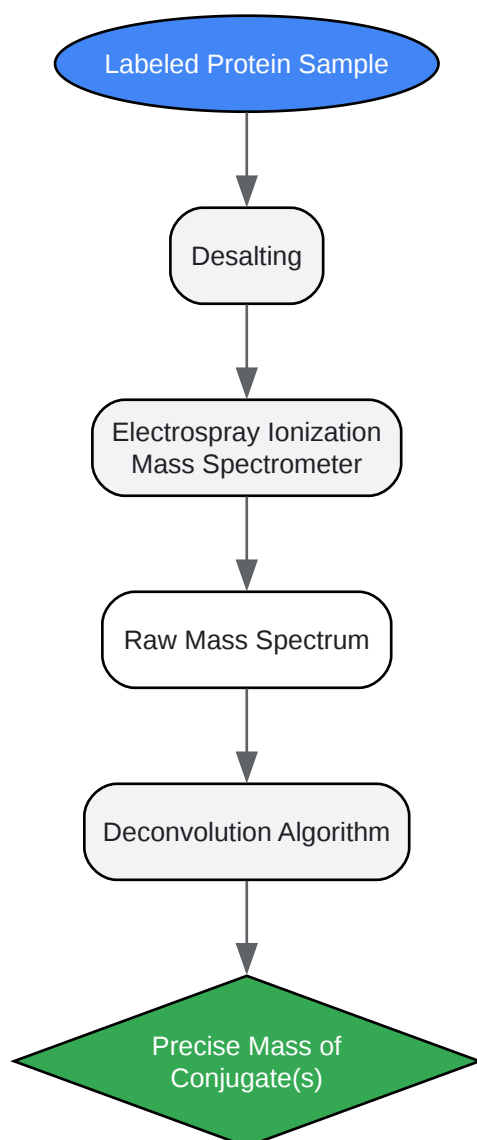 Labeled Protein Sample
Desalting
Electrospray Ionization
Mass Spectrometer
Raw Mass Spectrum
Deconvolution Algorithm
Precise Mass of
Conjugate(s)